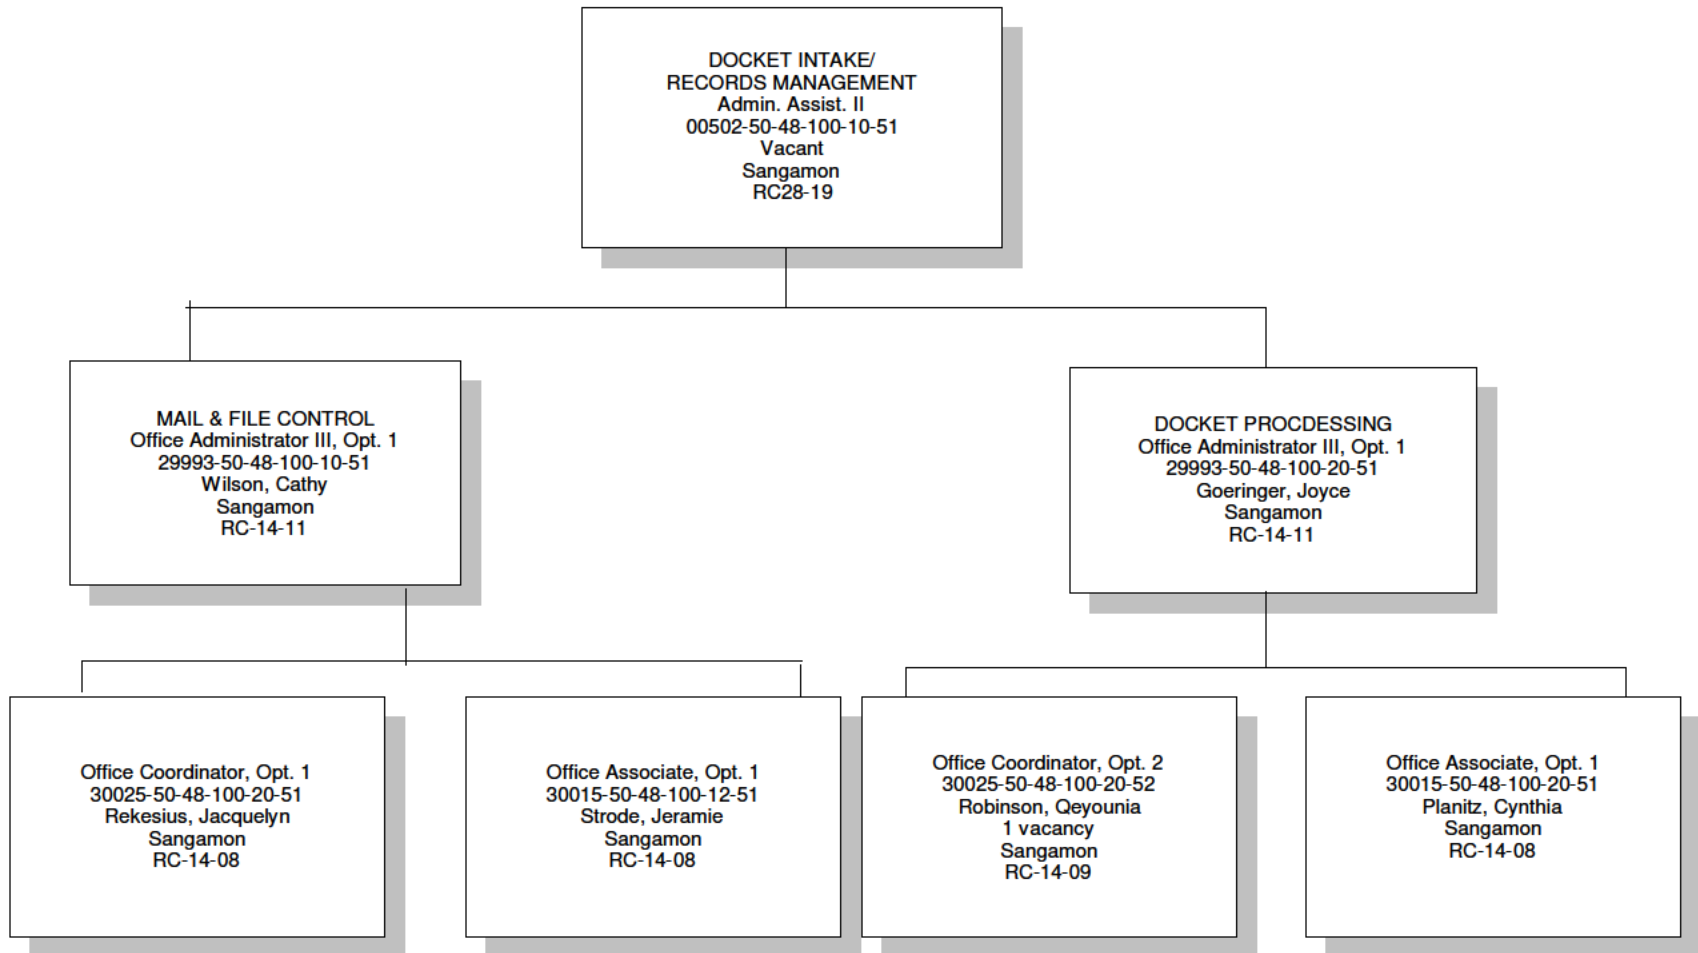 DOCKET INTAKE/
RECORDS MANAGEMENT
Admin. Assist. II
00502-50-48-100-10-51
Vacant
Sangamon
RC28-19
MAIL & FILE CONTROL
Office Administrator III, Opt. 1
29993-50-48-100-10-51
Wilson, Cathy
Sangamon
RC-14-11
DOCKET PROCDESSING
Office Administrator III, Opt. 1
29993-50-48-100-20-51
Goeringer, Joyce
Sangamon
RC-14-11
Office Coordinator, Opt. 1
30025-50-48-100-20-51
Rekesius, Jacquelyn
Sangamon
RC-14-08
Office Associate, Opt. 1
30015-50-48-100-12-51
Strode, Jeramie
Sangamon
RC-14-08
Office Coordinator, Opt. 2
30025-50-48-100-20-52
Robinson, Qeyounia
1 vacancy
Sangamon
RC-14-09
Office Associate, Opt. 1
30015-50-48-100-20-51
Planitz, Cynthia
Sangamon
RC-14-08